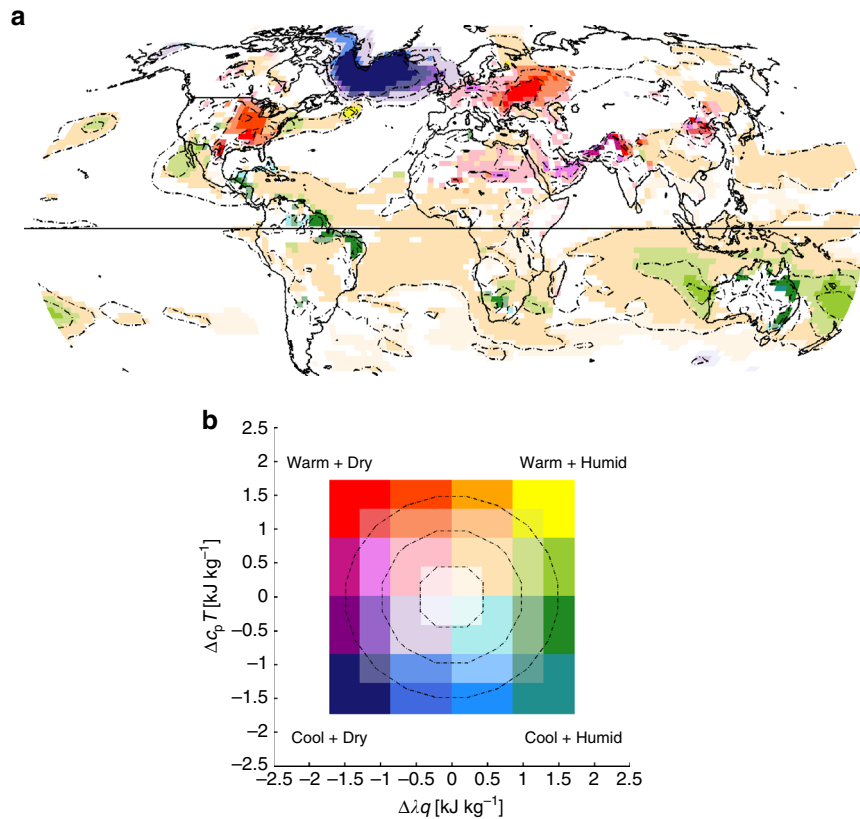 a
b
2.5
2
1.5
1
0.5
0
−0.5
−1
−1.5
−2
−2.5
Δc_p T [kJ kg⁻¹]
Warm + Dry
Warm + Humid
Cool + Dry
Cool + Humid
−2.5 −2 −1.5 −1 −0.5 0 0.5 1 1.5 2 2.5
Δλq [kJ kg⁻¹]